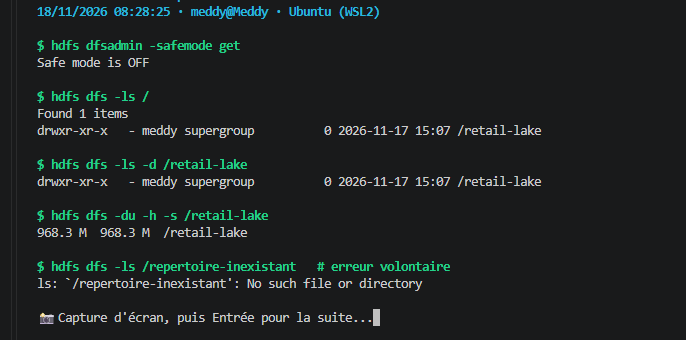 18/11/2026 08:28:25 · meddy@Meddy · Ubuntu (WSL2)
$ hdfs dfsadmin -safemode get
Safe mode is OFF
$ hdfs dfs -ls /
Found 1 items
drwxr-xr-x   - meddy supergroup          0 2026-11-17 15:07 /retail-lake
$ hdfs dfs -ls -d /retail-lake
drwxr-xr-x   - meddy supergroup          0 2026-11-17 15:07 /retail-lake
$ hdfs dfs -du -h -s /retail-lake
968.3 M  968.3 M  /retail-lake
$ hdfs dfs -ls /repertoire-inexistant   # erreur volontaire
ls: `/repertoire-inexistant': No such file or directory
📸 Capture d'écran, puis Entrée pour la suite...